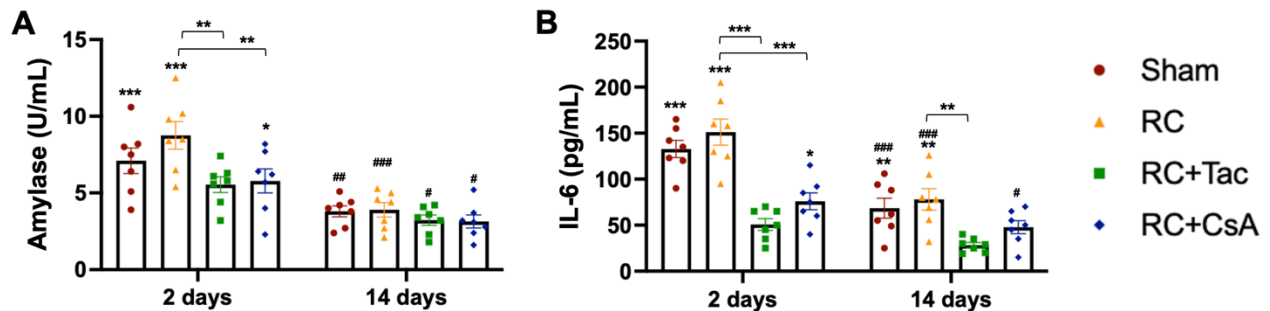 A
Amylase (U/mL)
15
10
5
0
***
***
**
**
*
##
###
#
#
2 days
14 days
B
IL-6 (pg/mL)
250
200
150
100
50
0
***
***
***
***
*
###
**
###
**
**
#
2 days
14 days
Sham
RC
RC+Tac
RC+CsA